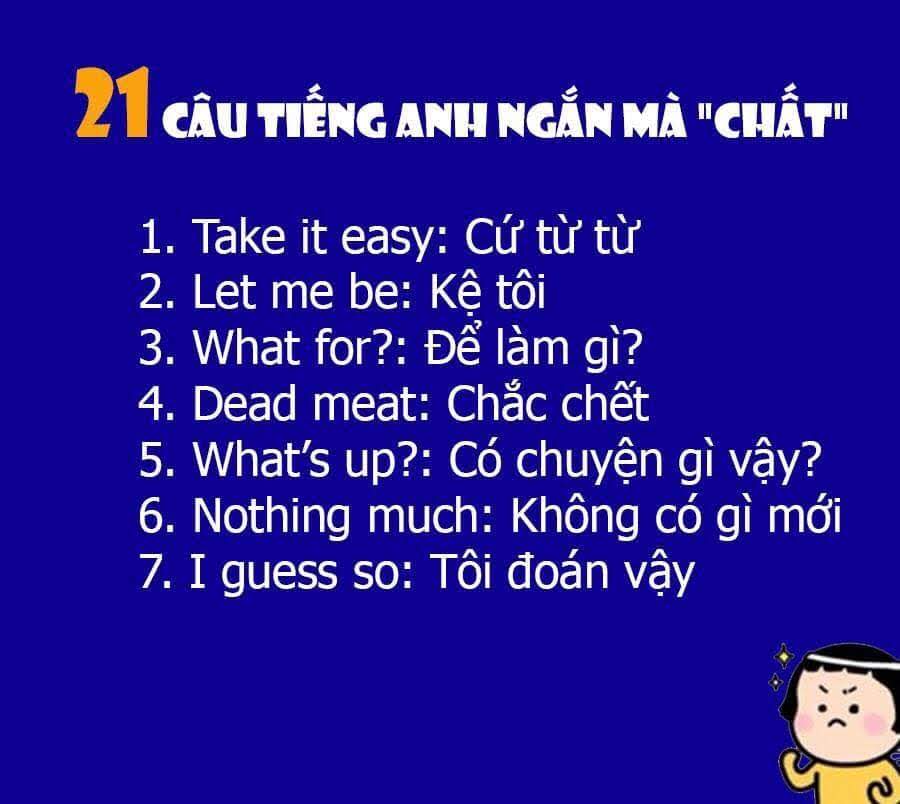 21 CÂU TIẾNG ANH NGẮN MÀ "CHẤT"
1. Take it easy: Cứ từ từ
2. Let me be: Kệ tôi
3. What for?: Để làm gì?
4. Dead meat: Chắc chết
5. What’s up?: Có chuyện gì vậy?
6. Nothing much: Không có gì mới
7. I guess so: Tôi đoán vậy